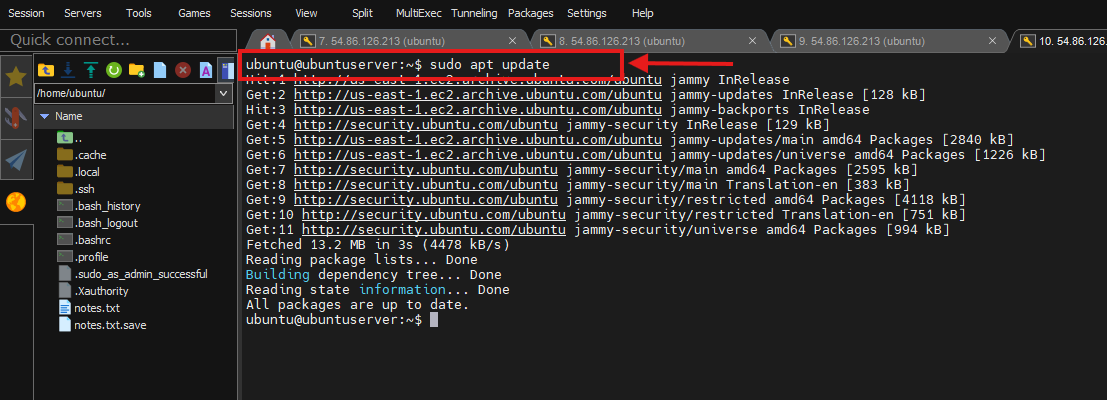 Session Servers Tools Games Sessions View Split MultiExec Tunneling Packages Settings Help
Quick connect...
7. 54.86.126.213 (ubuntu)
8. 54.86.126.213 (ubuntu)
9. 54.86.126.213 (ubuntu)
10. 54.86.126.213
/home/ubuntu/
Name
..
.cache
.local
.ssh
.bash_history
.bash_logout
.bashrc
.profile
.sudo_as_admin_successful
.Xauthority
notes.txt
notes.txt.save
ubuntu@ubuntuserver:~$ sudo apt update
Hit:1 http://us-east-1.ec2.archive.ubuntu.com/ubuntu jammy InRelease
Get:2 http://us-east-1.ec2.archive.ubuntu.com/ubuntu jammy-updates InRelease [128 kB]
Hit:3 http://us-east-1.ec2.archive.ubuntu.com/ubuntu jammy-backports InRelease
Get:4 http://security.ubuntu.com/ubuntu jammy-security InRelease [129 kB]
Get:5 http://us-east-1.ec2.archive.ubuntu.com/ubuntu jammy-updates/main amd64 Packages [2840 kB]
Get:6 http://us-east-1.ec2.archive.ubuntu.com/ubuntu jammy-updates/universe amd64 Packages [1226 kB]
Get:7 http://security.ubuntu.com/ubuntu jammy-security/main amd64 Packages [2595 kB]
Get:8 http://security.ubuntu.com/ubuntu jammy-security/main Translation-en [383 kB]
Get:9 http://security.ubuntu.com/ubuntu jammy-security/restricted amd64 Packages [4118 kB]
Get:10 http://security.ubuntu.com/ubuntu jammy-security/restricted Translation-en [751 kB]
Get:11 http://security.ubuntu.com/ubuntu jammy-security/universe amd64 Packages [994 kB]
Fetched 13.2 MB in 3s (4478 kB/s)
Reading package lists... Done
Building dependency tree... Done
Reading state information... Done
All packages are up to date.
ubuntu@ubuntuserver:~$